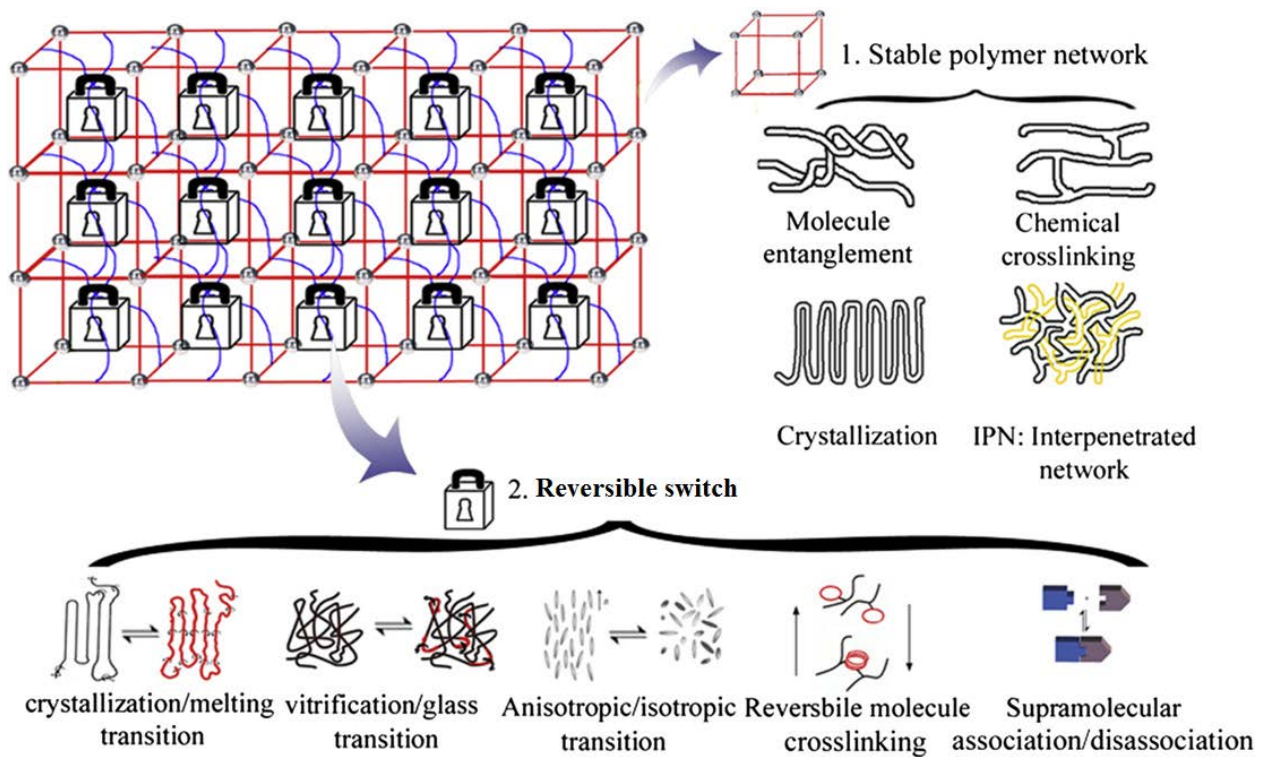 1. Stable polymer network
Molecule
entanglement
Chemical
crosslinking
Crystallization
IPN: Interpenetrated
network
2. Reversible switch
crystallization/melting
transition
vitrification/glass
transition
Anisotropic/isotropic
transition
Reversbile molecule
crosslinking
Supramolecular
association/disassociation